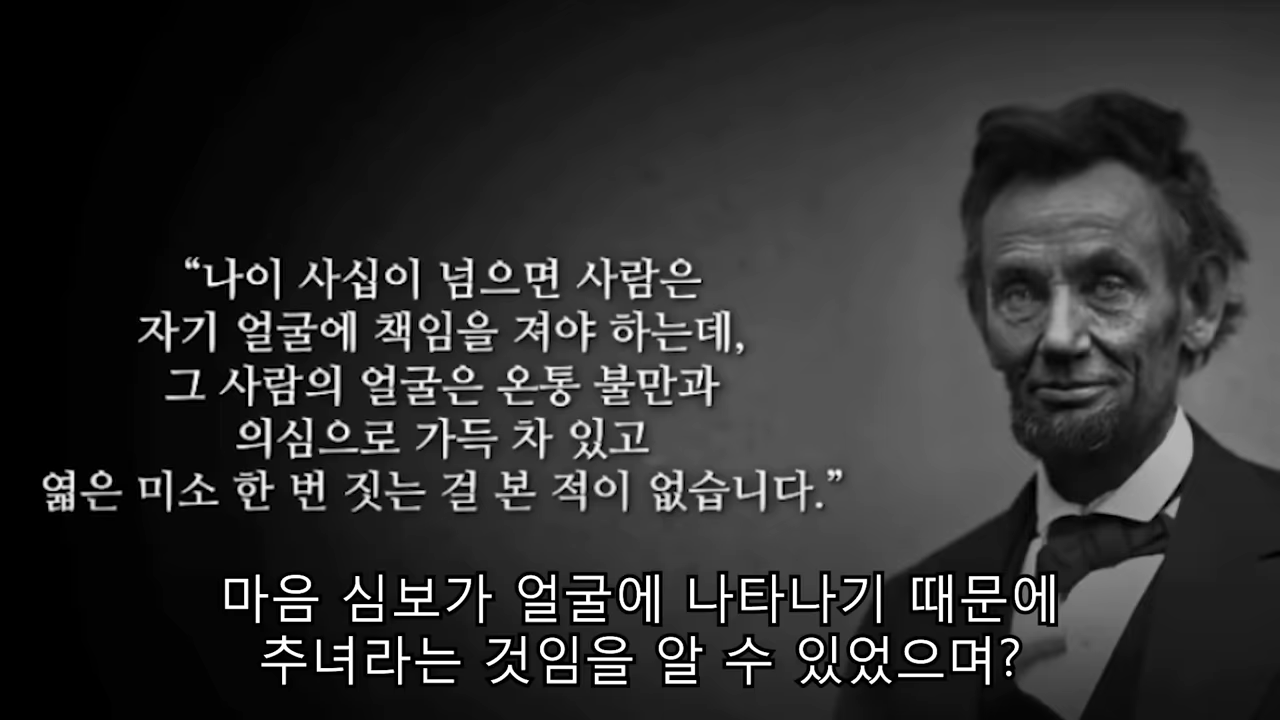 “나이 사십이 넘으면 사람은
자기 얼굴에 책임을 져야 하는데,
그 사람의 얼굴은 온통 불만과
의심으로 가득 차 있고
엷은 미소 한 번 짓는 걸 본 적이 없습니다.”
마음 심보가 얼굴에 나타나기 때문에
추녀라는 것임을 알 수 있었으며?